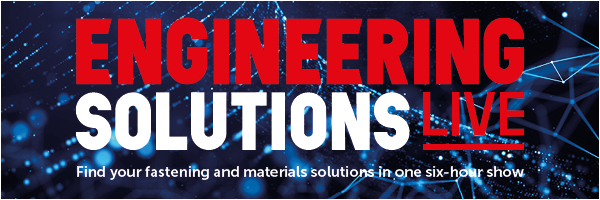 ENGINEERING
SOLUTIONS LIVE
Find your fastening and materials solutions in one six-hour show